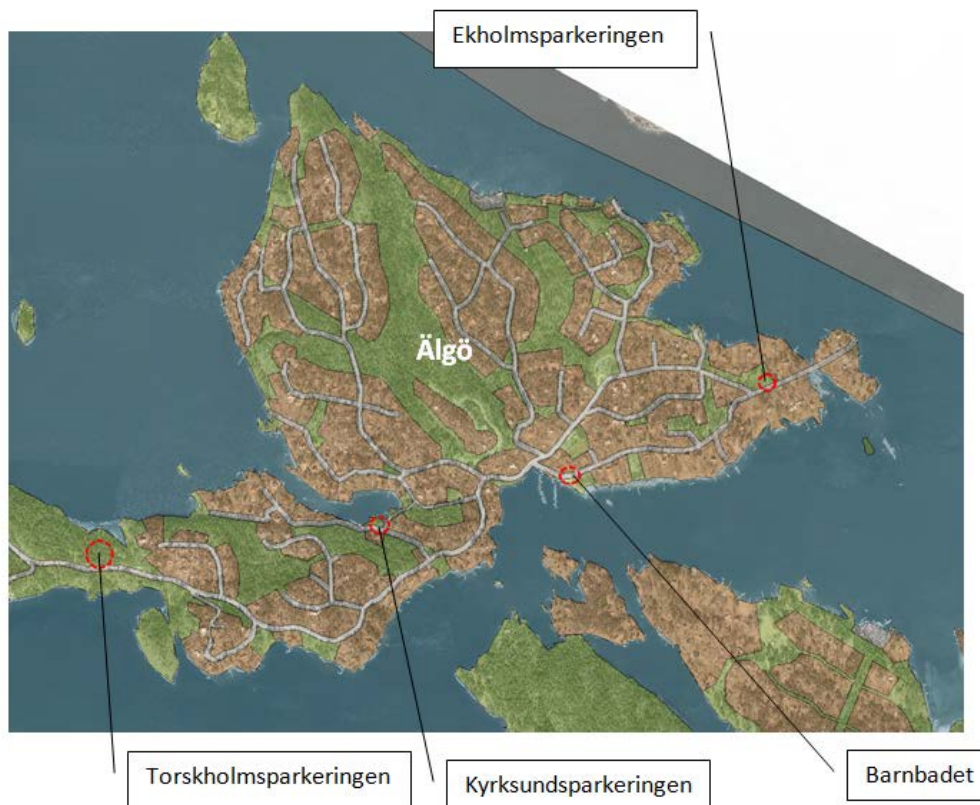 Ekholmsparkeringen
Älgö
Torskholmsparkeringen
Kyrksundsparkeringen
Barnbadet